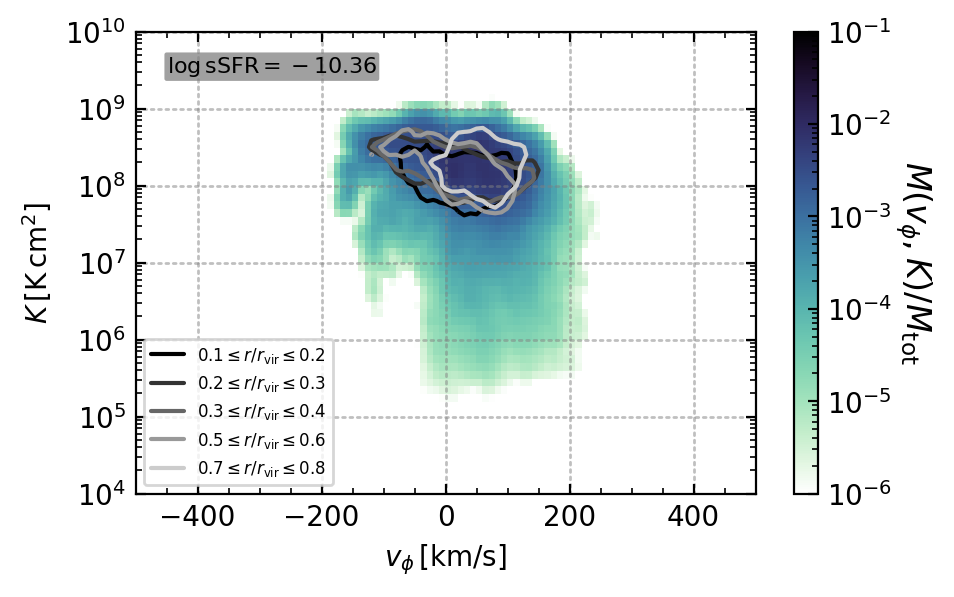 10^10
10^9
10^8
10^7
10^6
10^5
10^4
K [K cm^2]
log sSFR = −10.36
0.1 ≤ r/r_vir ≤ 0.2
0.2 ≤ r/r_vir ≤ 0.3
0.3 ≤ r/r_vir ≤ 0.4
0.5 ≤ r/r_vir ≤ 0.6
0.7 ≤ r/r_vir ≤ 0.8
−400 −200 0 200 400
v_ϕ [km/s]
10^−1
10^−2
10^−3
10^−4
10^−5
10^−6
M(v_ϕ, K)/M_tot